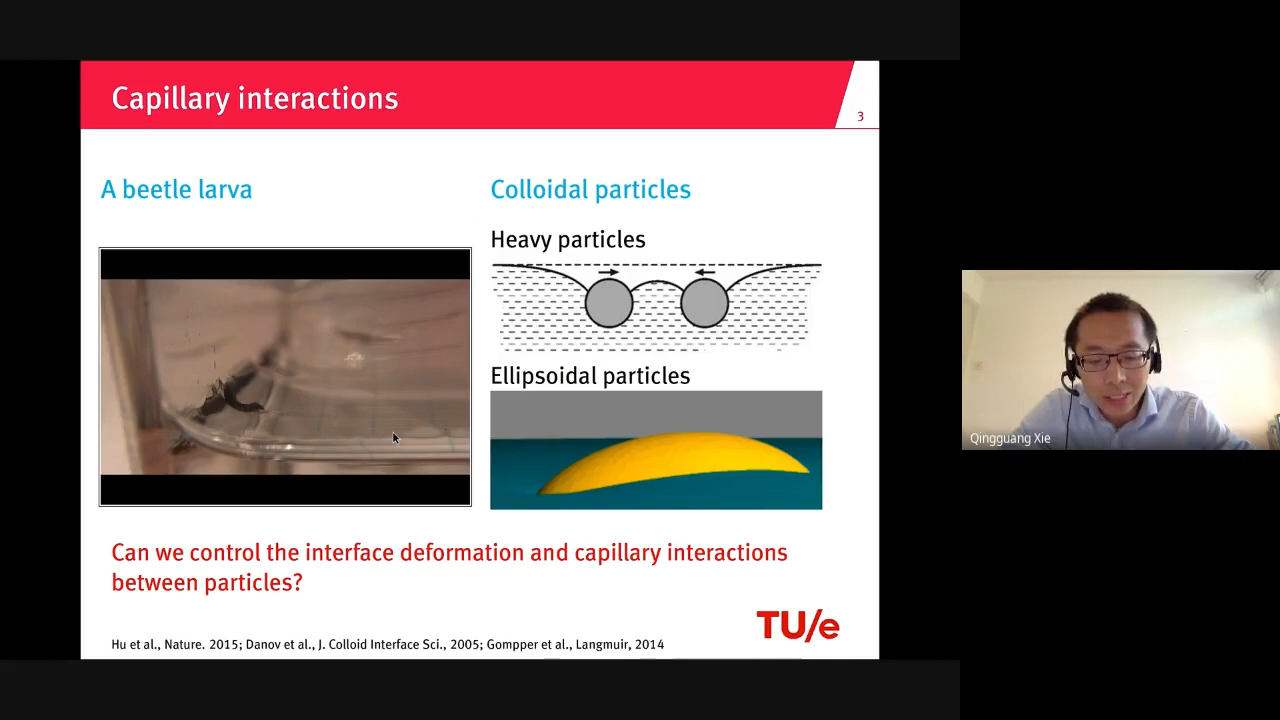 Capillary interactions
3
A beetle larva
Colloidal particles
Heavy particles
Ellipsoidal particles
Can we control the interface deformation and capillary interactions
between particles?
TU/e
Hu et al., Nature. 2015; Danov et al., J. Colloid Interface Sci., 2005; Gompper et al., Langmuir, 2014
Qingguang Xie